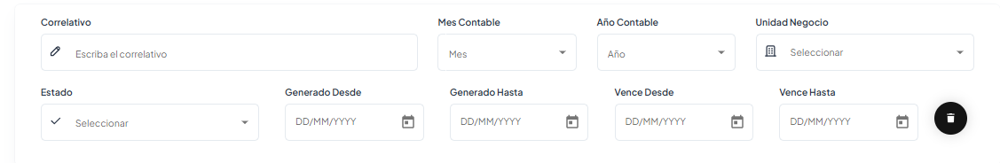 Correlativo Mes Contable Año Contable Unidad Negocio
Escriba el correlativo Mes Año Seleccionar
Estado Generado Desde Generado Hasta Vence Desde Vence Hasta
Seleccionar DD/MM/YYYY DD/MM/YYYY DD/MM/YYYY DD/MM/YYYY